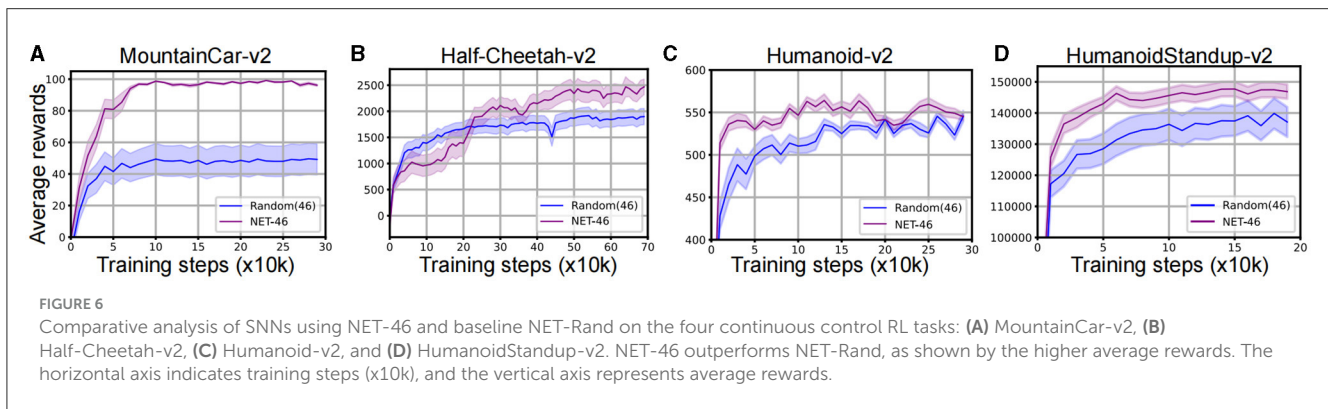 A
MountainCar-v2
Average rewards
100
80
60
40
20
0
0 5 10 15 20 25 30
Random(46)
NET-46
Training steps (x10k)
B
Half-Cheetah-v2
2500
2000
1500
1000
500
0
0 10 20 30 40 50 60 70
Random(46)
NET-46
Training steps (x10k)
C
Humanoid-v2
600
550
500
450
400
0 5 10 15 20 25 30
Random(46)
NET-46
Training steps (x10k)
D
HumanoidStandup-v2
150000
140000
130000
120000
110000
100000
0 5 10 15 20
Random(46)
NET-46
Training steps (x10k)
FIGURE 6
Comparative analysis of SNNs using NET-46 and baseline NET-Rand on the four continuous control RL tasks: (A) MountainCar-v2, (B)
Half-Cheetah-v2, (C) Humanoid-v2, and (D) HumanoidStandup-v2. NET-46 outperforms NET-Rand, as shown by the higher average rewards. The
horizontal axis indicates training steps (x10k), and the vertical axis represents average rewards.